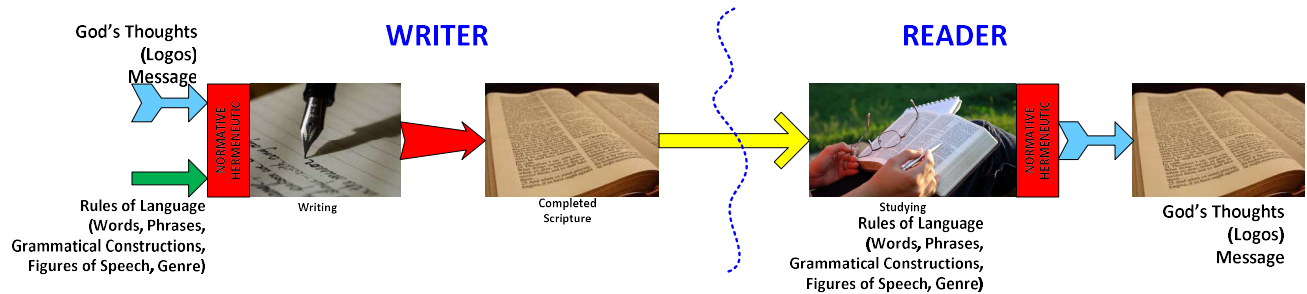 WRITER
READER
God's Thoughts
(Logos)
Message
NORMATIVE
HERMENEUTIC
Rules of Language
(Words, Phrases,
Grammatical Constructions,
Figures of Speech, Genre)
Writing
Completed
Scripture
Studying
Rules of Language
(Words, Phrases,
Grammatical Constructions,
Figures of Speech, Genre)
NORMATIVE
HERMENEUTIC
God's Thoughts
(Logos)
Message